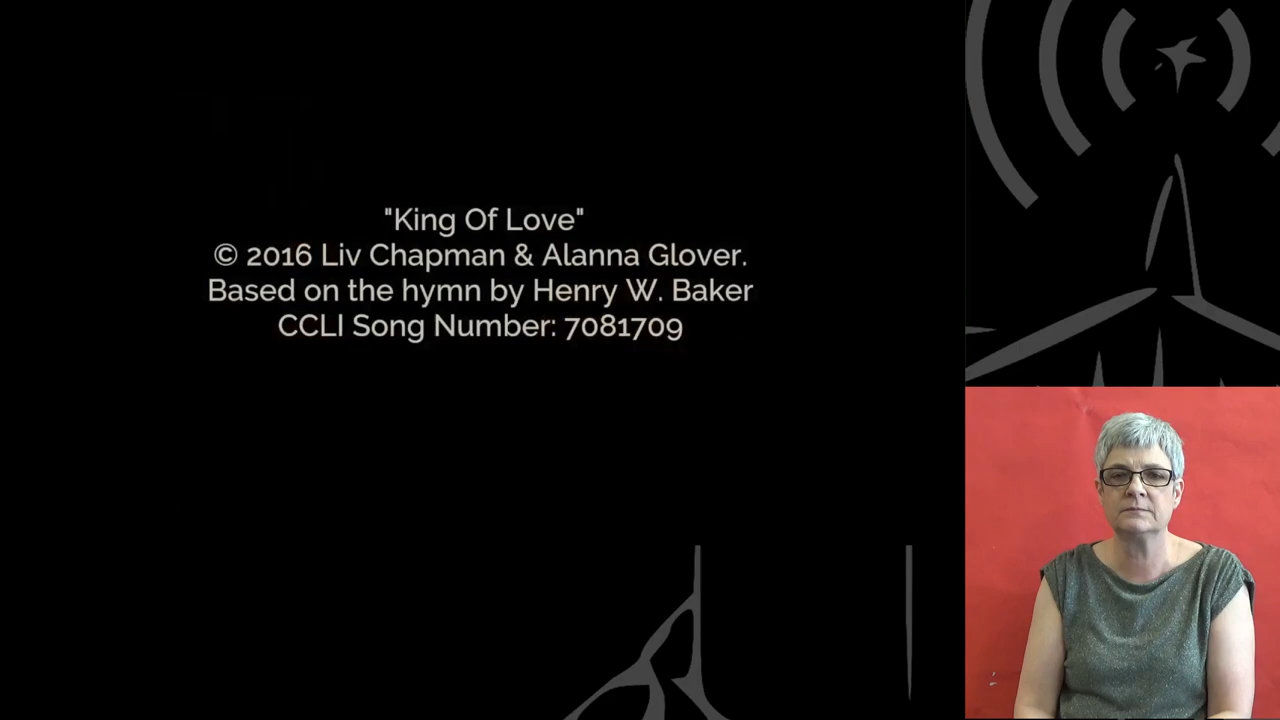 "King Of Love"
© 2016 Liv Chapman & Alanna Glover.
Based on the hymn by Henry W. Baker
CCLI Song Number: 7081709